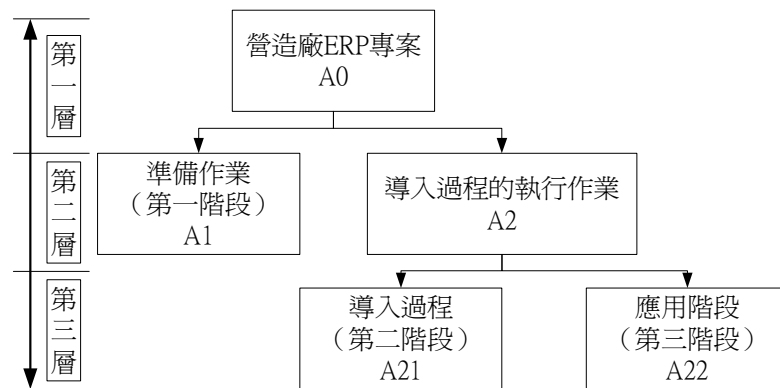 第一層
營造廠ERP專案
A0
第二層
準備作業
（第一階段）
A1
導入過程的執行作業
A2
第三層
導入過程
（第二階段）
A21
應用階段
（第三階段）
A22